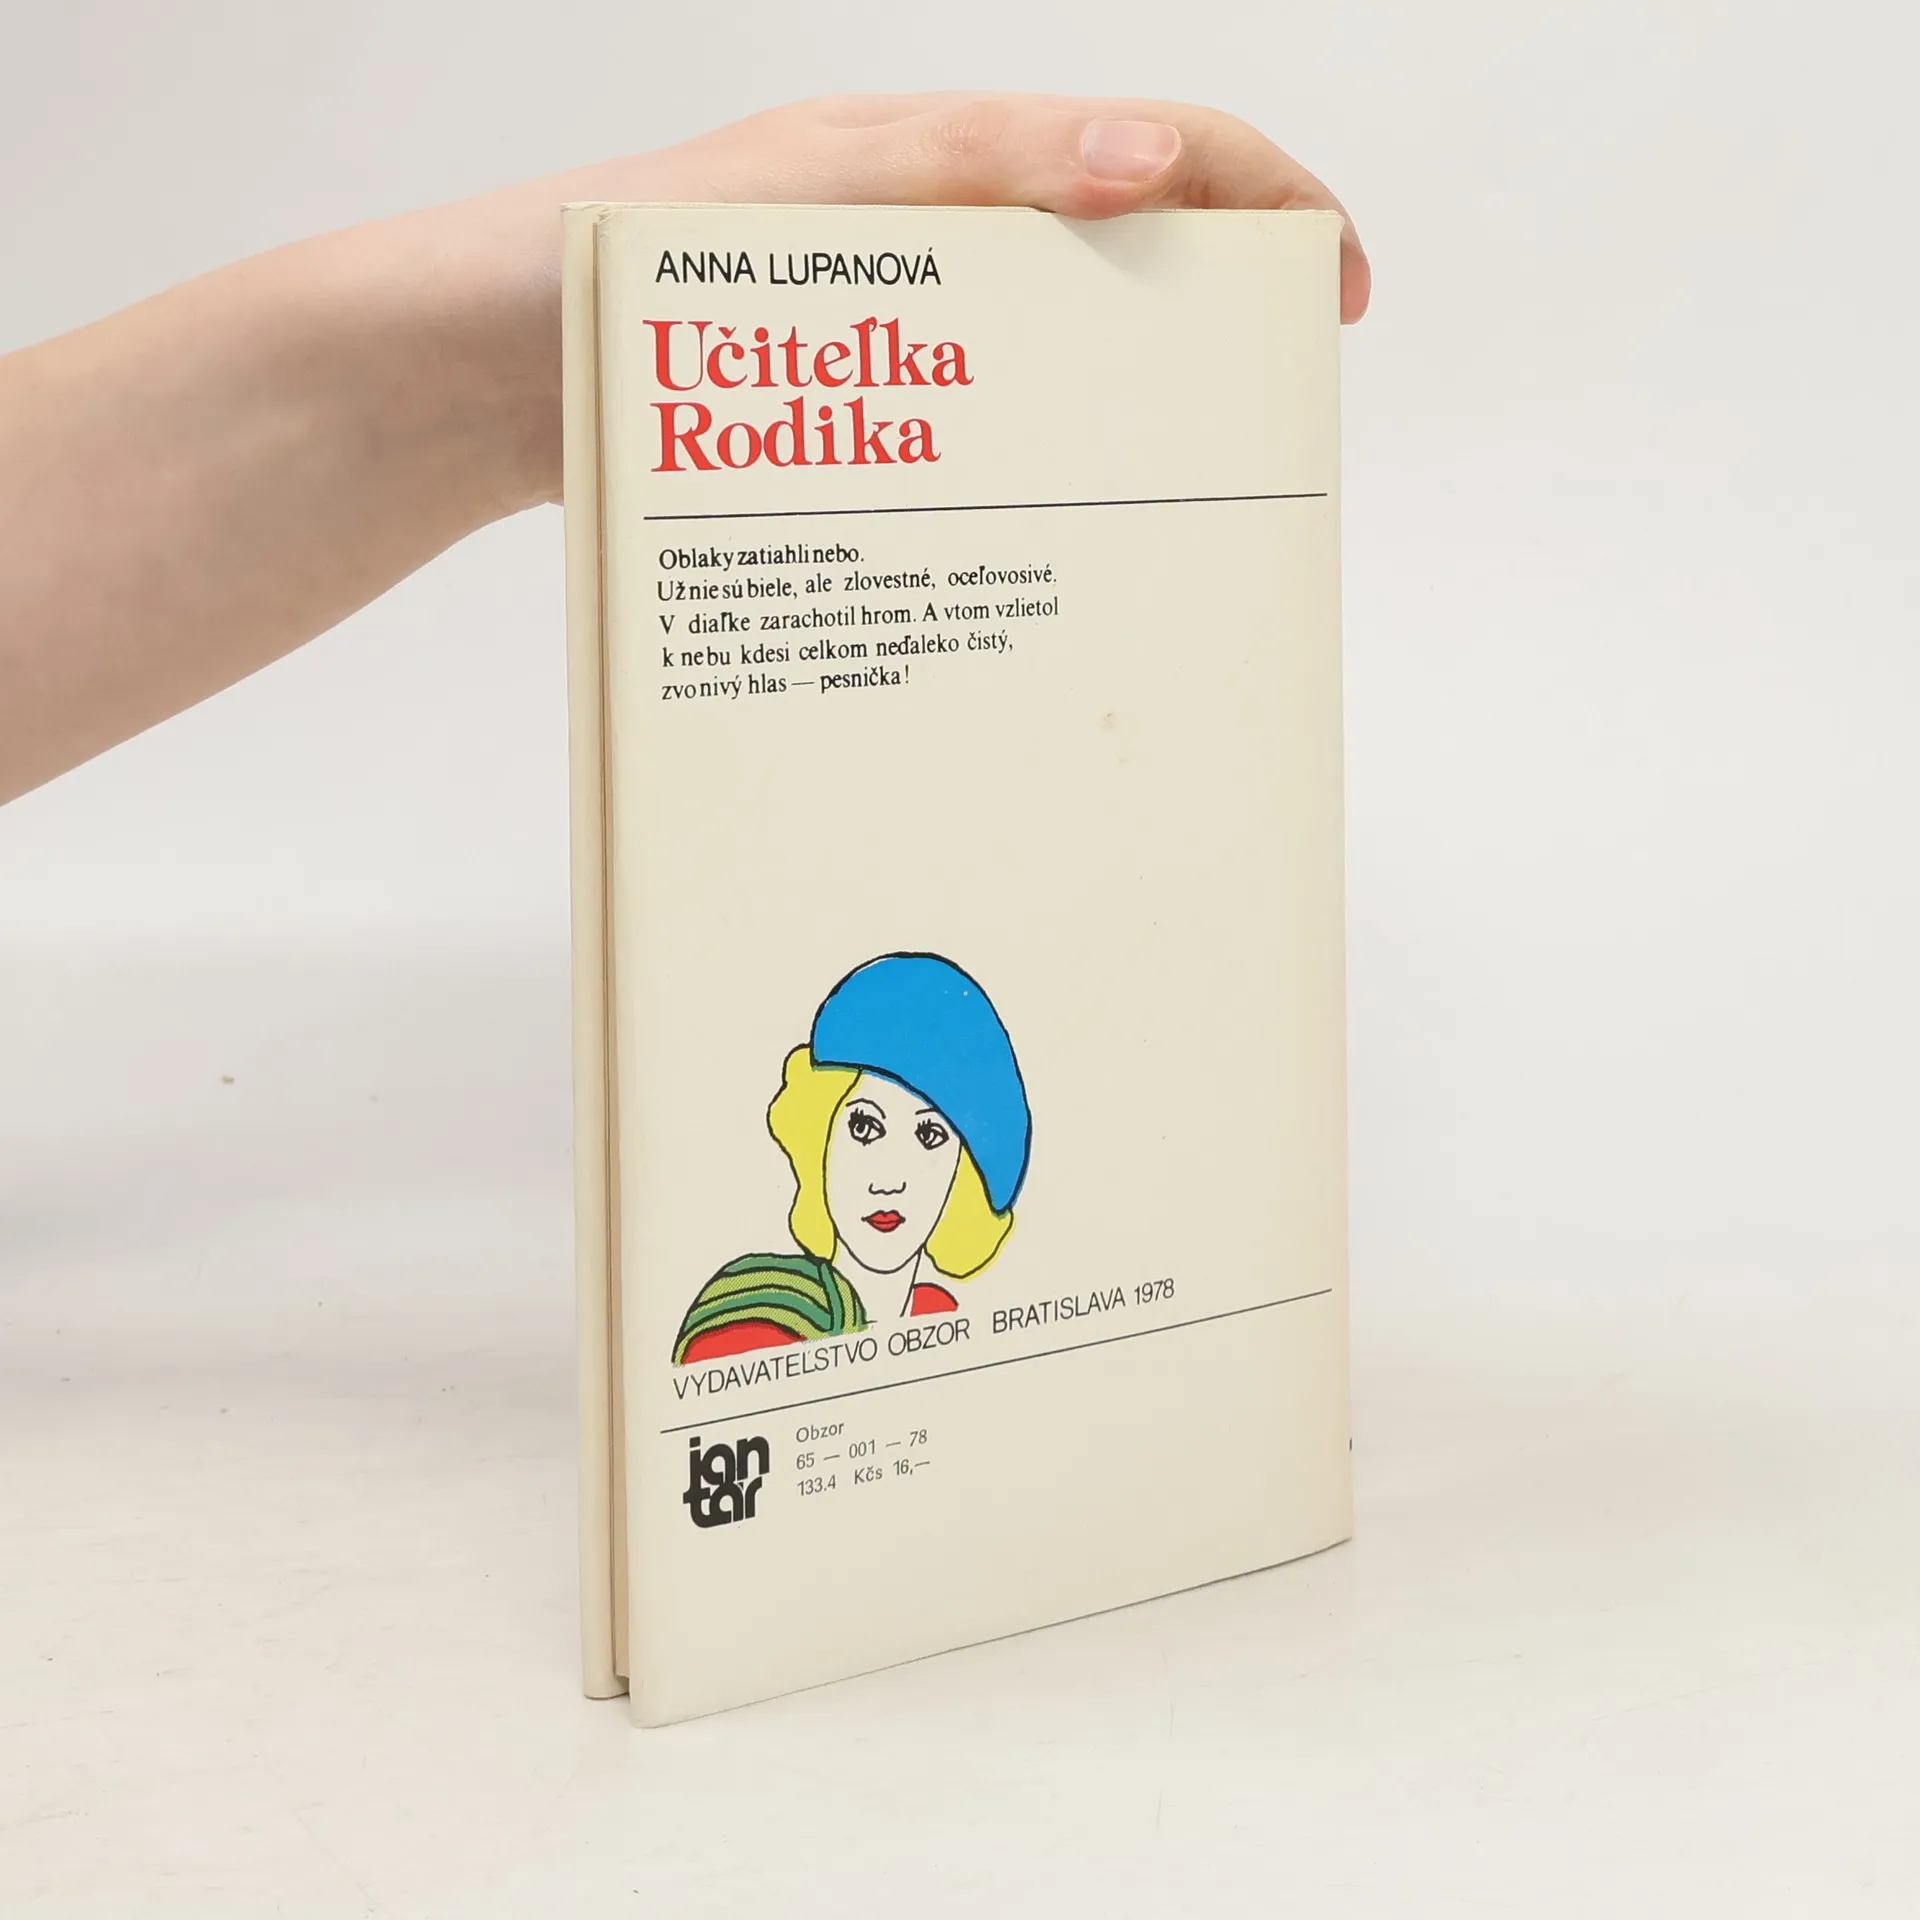 ANNA LUPANOVÁ
Učiteľka
Rodika
Oblaky zatiahli nebo.
Už nie sú biele, ale zlovestné, oceľovosivé.
V diaľke zarachotil hrom. A vtom vzlietol
k nebu kdesi celkom neďaleko čistý,
zvonivý hlas — pesnička!
VYDAVATEĽSTVO OBZOR BRATISLAVA 1978
jan
tár
Obzor
65 — 001 — 78
133.4 Kčs 16,—